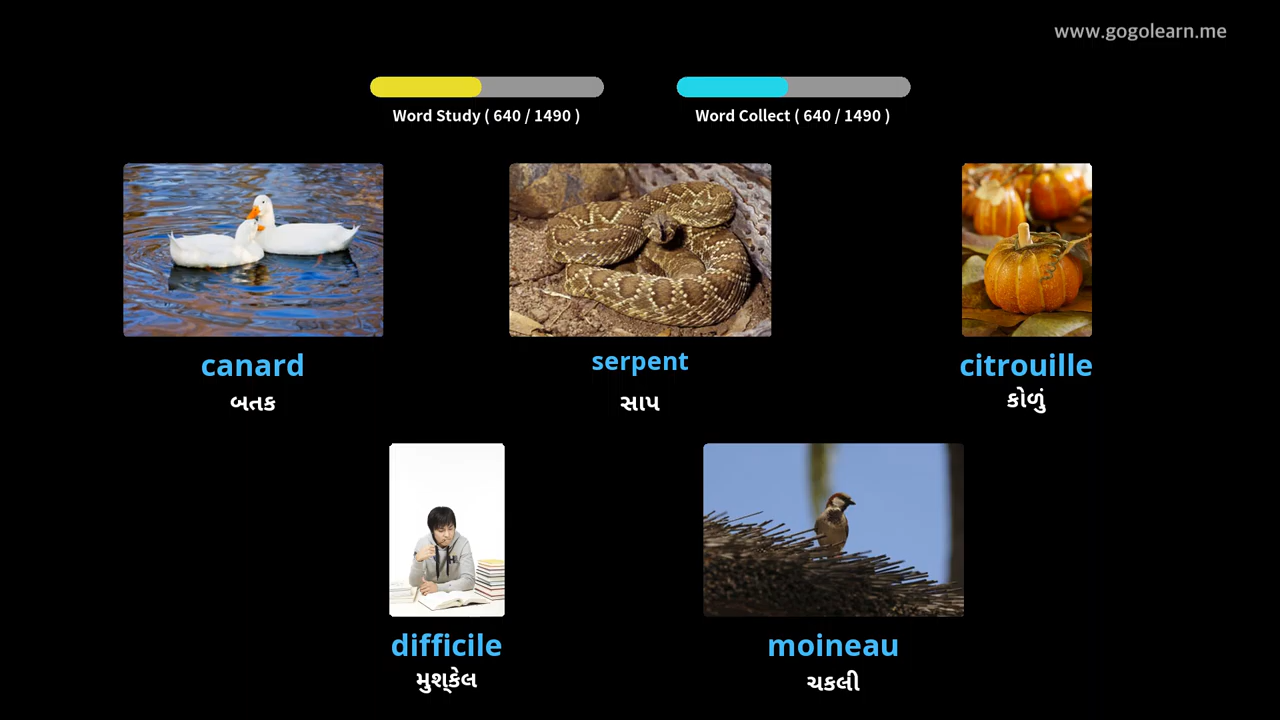 www.gogolearn.me
Word Study ( 640 / 1490 )
Word Collect ( 640 / 1490 )
canard
બતક
serpent
સાપ
citrouille
કોળું
difficile
મુશ્કેલ
moineau
ચકલી